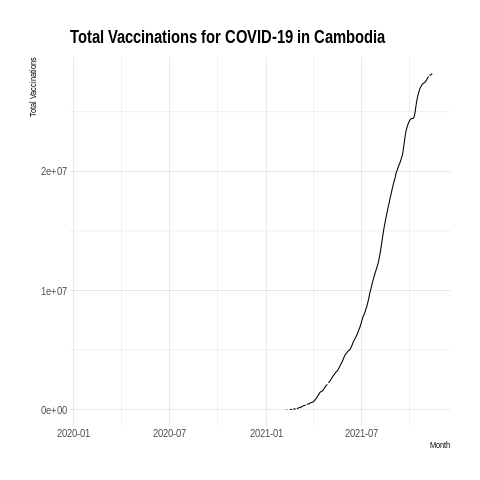 Total Vaccinations for COVID-19 in Cambodia
Total Vaccinations
2e+07
1e+07
0e+00
2020-01
2020-07
2021-01
2021-07
Month